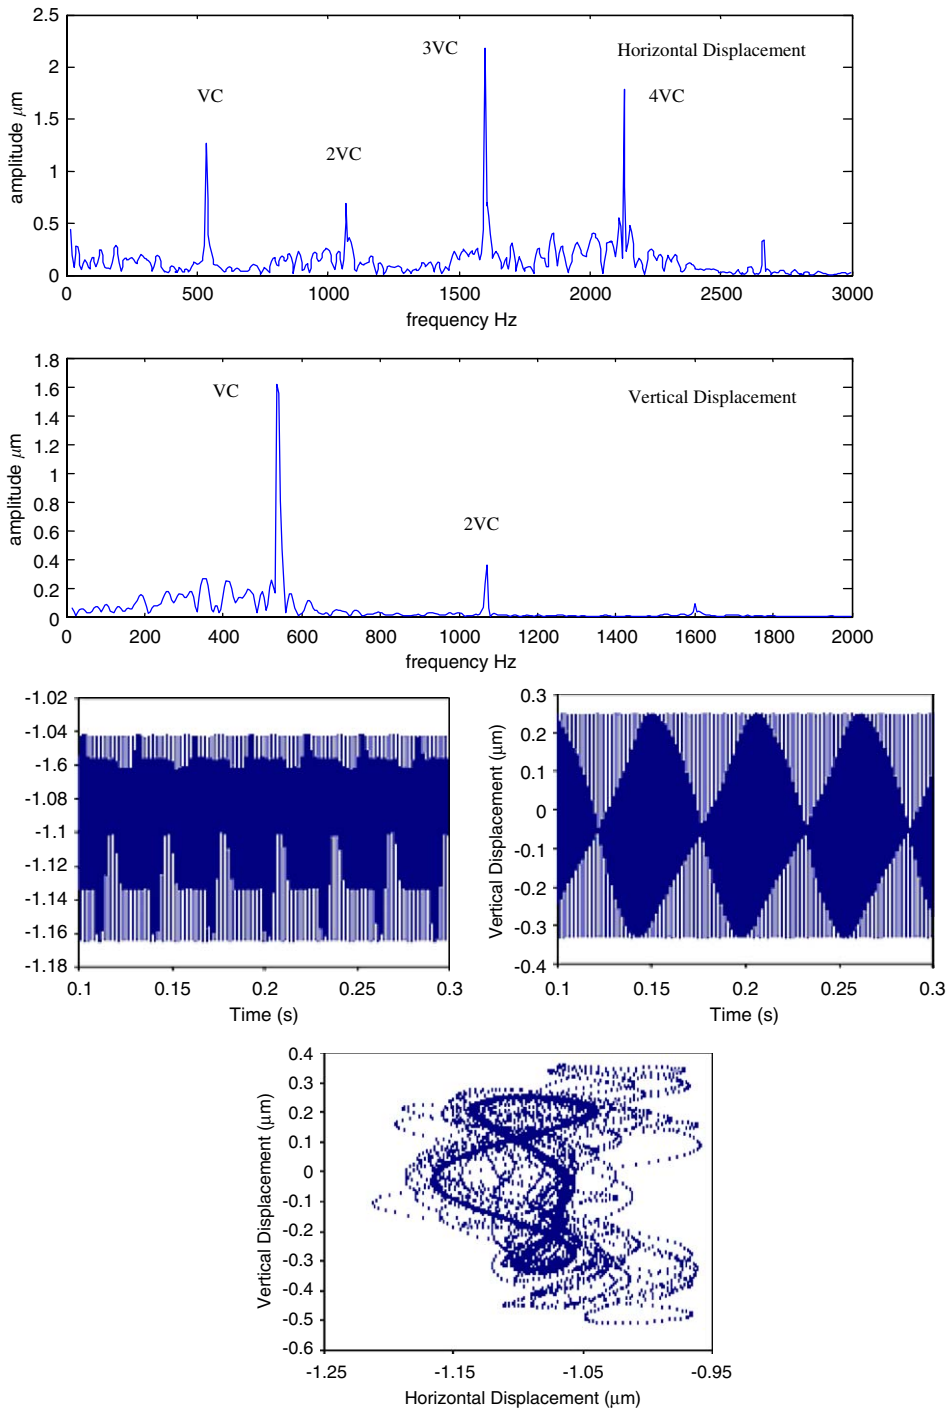 2.5
2
1.5
1
0.5
0
amplitude μm
VC
2VC
3VC
4VC
Horizontal Displacement
0 500 1000 1500 2000 2500 3000
frequency Hz
1.8
1.6
1.4
1.2
1
0.8
0.6
0.4
0.2
0
amplitude μm
VC
2VC
Vertical Displacement
0 200 400 600 800 1000 1200 1400 1600 1800 2000
frequency Hz
-1.02
-1.04
-1.6
-1.08
-1.1
-1.12
-1.14
-1.16
-1.18
0.1 0.15 0.2 0.25 0.3
Time (s)
Vertical Displacement (μm)
0.3
0.2
0.1
0
-0.1
-0.2
-0.3
-0.4
0.1 0.15 0.2 0.25 0.3
Time (s)
Vertical Displacement (μm)
0.4
0.3
0.2
0.1
0
-0.1
-0.2
-0.3
-0.4
-0.5
-0.6
-1.25 -1.15 -1.05 -0.95
Horizontal Displacement (μm)